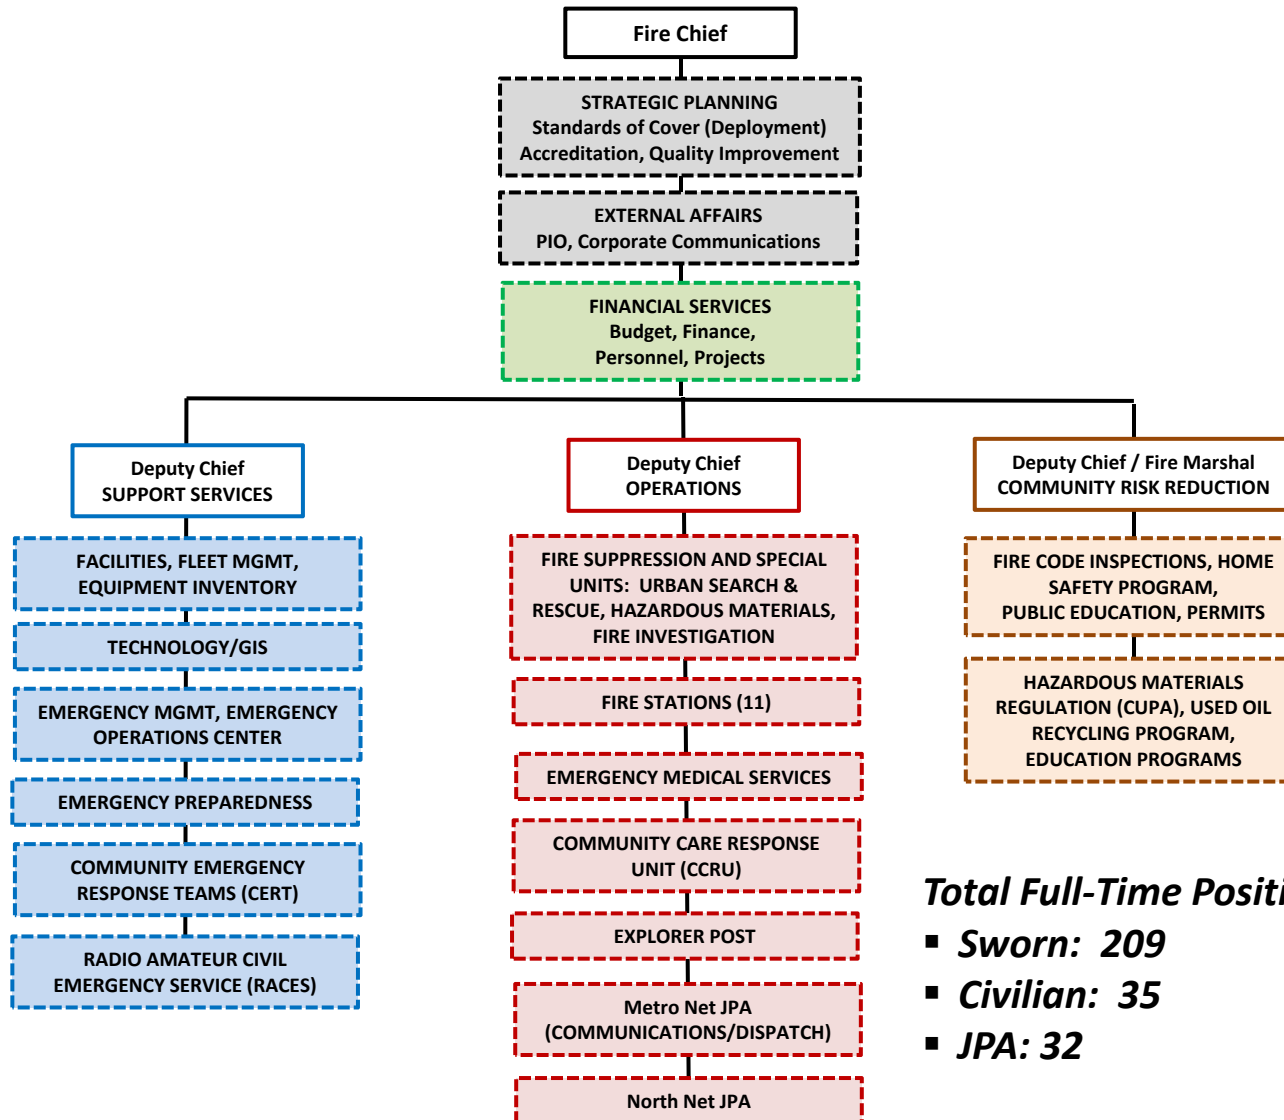 Fire Chief
STRATEGIC PLANNING
Standards of Cover (Deployment)
Accreditation, Quality Improvement
EXTERNAL AFFAIRS
PIO, Corporate Communications
FINANCIAL SERVICES
Budget, Finance,
Personnel, Projects
Deputy Chief
SUPPORT SERVICES
FACILITIES, FLEET MGMT,
EQUIPMENT INVENTORY
TECHNOLOGY/GIS
EMERGENCY MGMT, EMERGENCY
OPERATIONS CENTER
EMERGENCY PREPAREDNESS
COMMUNITY EMERGENCY
RESPONSE TEAMS (CERT)
RADIO AMATEUR CIVIL
EMERGENCY SERVICE (RACES)
Deputy Chief
OPERATIONS
FIRE SUPPRESSION AND SPECIAL
UNITS:  URBAN SEARCH &
RESCUE, HAZARDOUS MATERIALS,
FIRE INVESTIGATION
FIRE STATIONS (11)
EMERGENCY MEDICAL SERVICES
COMMUNITY CARE RESPONSE
UNIT (CCRU)
EXPLORER POST
Metro Net JPA
(COMMUNICATIONS/DISPATCH)
North Net JPA
Deputy Chief / Fire Marshal
COMMUNITY RISK REDUCTION
FIRE CODE INSPECTIONS, HOME
SAFETY PROGRAM,
PUBLIC EDUCATION, PERMITS
HAZARDOUS MATERIALS
REGULATION (CUPA), USED OIL
RECYCLING PROGRAM,
EDUCATION PROGRAMS
Total Full-Time Positi
▪ Sworn:  209
▪ Civilian:  35
▪ JPA: 32